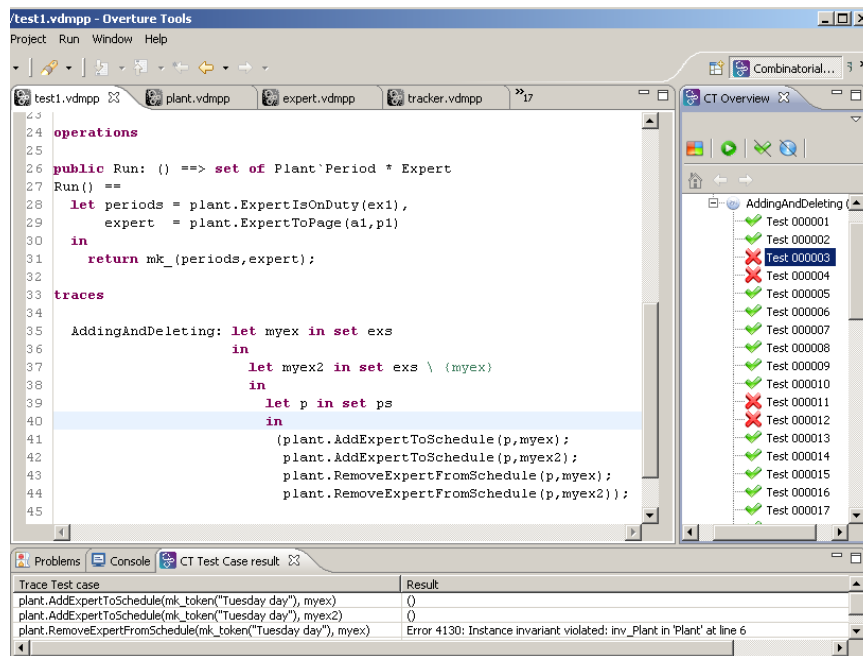 /test1.vdmpp - Overture Tools
Project Run Window Help
Combinatorial...
test1.vdmpp plant.vdmpp expert.vdmpp tracker.vdmpp »17
CT Overview
23
24 operations
25
26 public Run: () ==> set of Plant`Period * Expert
27 Run() ==
28 let periods = plant.ExpertIsOnDuty(ex1),
29 expert = plant.ExpertToPage(a1,p1)
30 in
31 return mk_(periods,expert);
32
33 traces
34
35 AddingAndDeleting: let myex in set exs
36 in
37 let myex2 in set exs \ {myex}
38 in
39 let p in set ps
40 in
41 (plant.AddExpertToSchedule(p,myex);
42 plant.AddExpertToSchedule(p,myex2);
43 plant.RemoveExpertFromSchedule(p,myex);
44 plant.RemoveExpertFromSchedule(p,myex2));
45
AddingAndDeleting (
Test 000001
Test 000002
Test 000003
Test 000004
Test 000005
Test 000006
Test 000007
Test 000008
Test 000009
Test 000010
Test 000011
Test 000012
Test 000013
Test 000014
Test 000015
Test 000016
Test 000017
Problems Console CT Test Case result
Trace Test case Result
plant.AddExpertToSchedule(mk_token("Tuesday day"), myex) ()
plant.AddExpertToSchedule(mk_token("Tuesday day"), myex2) ()
plant.RemoveExpertFromSchedule(mk_token("Tuesday day"), myex) Error 4130: Instance invariant violated: inv_Plant in 'Plant' at line 6